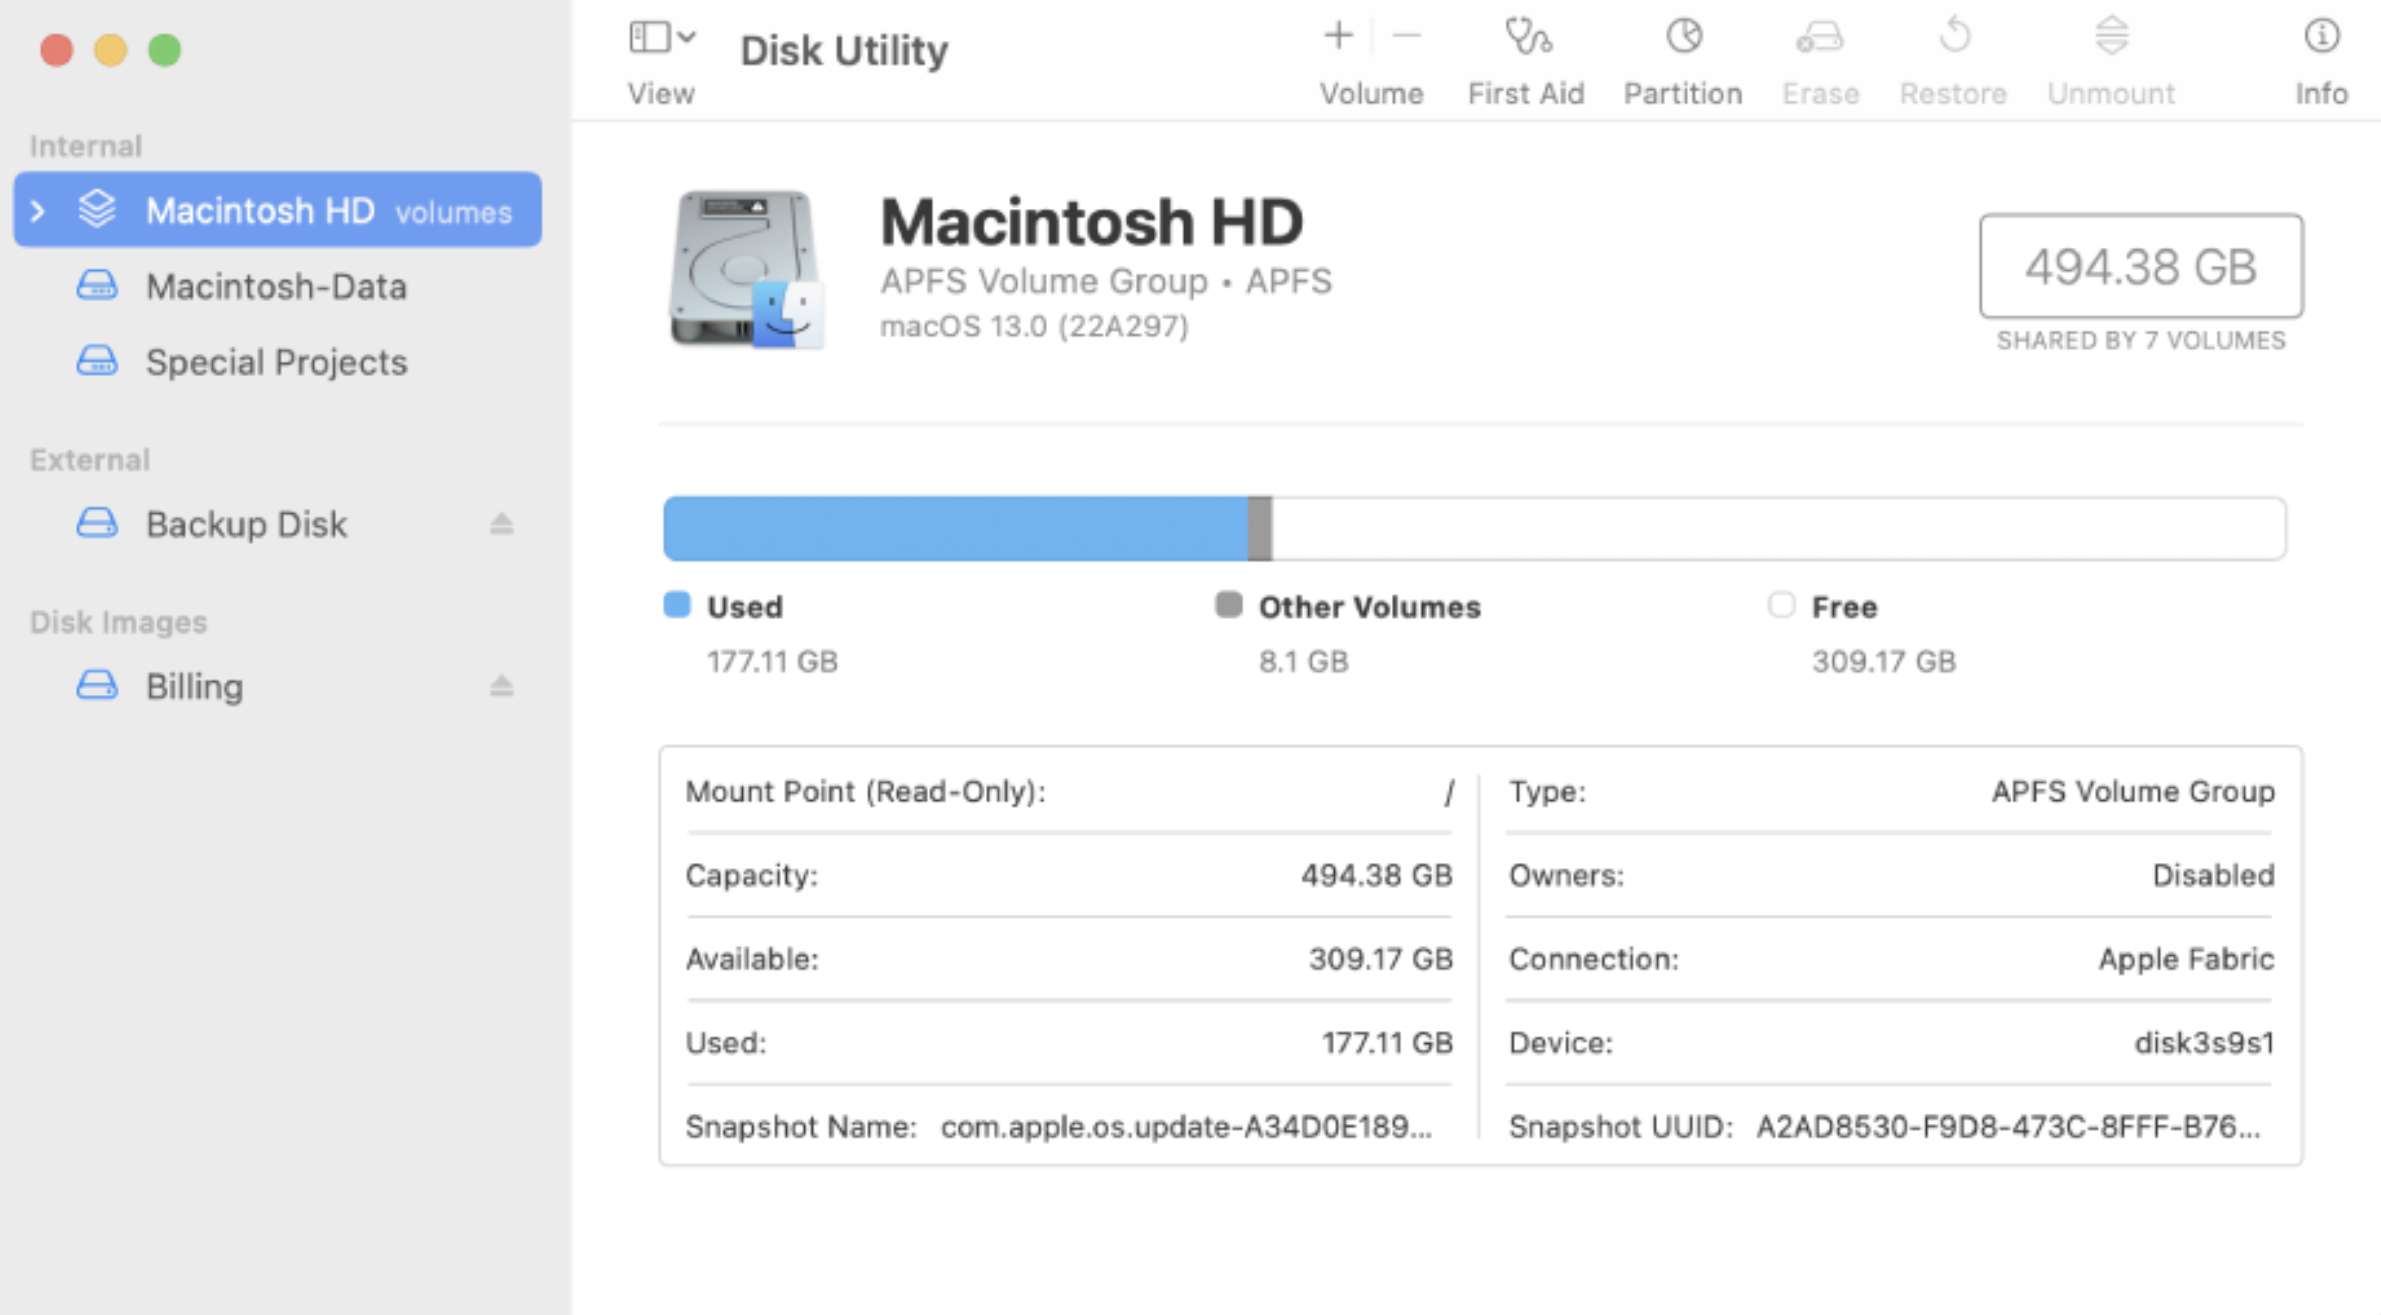 Disk Utility
View
Volume
First Aid
Partition
Erase
Restore
Unmount
Info
Internal
Macintosh HD volumes
Macintosh-Data
Special Projects
External
Backup Disk
Disk Images
Billing
Macintosh HD
APFS Volume Group • APFS
macOS 13.0 (22A297)
494.38 GB
SHARED BY 7 VOLUMES
Used
177.11 GB
Other Volumes
8.1 GB
Free
309.17 GB
Mount Point (Read-Only): /
Capacity: 494.38 GB
Available: 309.17 GB
Used: 177.11 GB
Snapshot Name: com.apple.os.update-A34D0E189...
Type: APFS Volume Group
Owners: Disabled
Connection: Apple Fabric
Device: disk3s9s1
Snapshot UUID: A2AD8530-F9D8-473C-8FFF-B76...